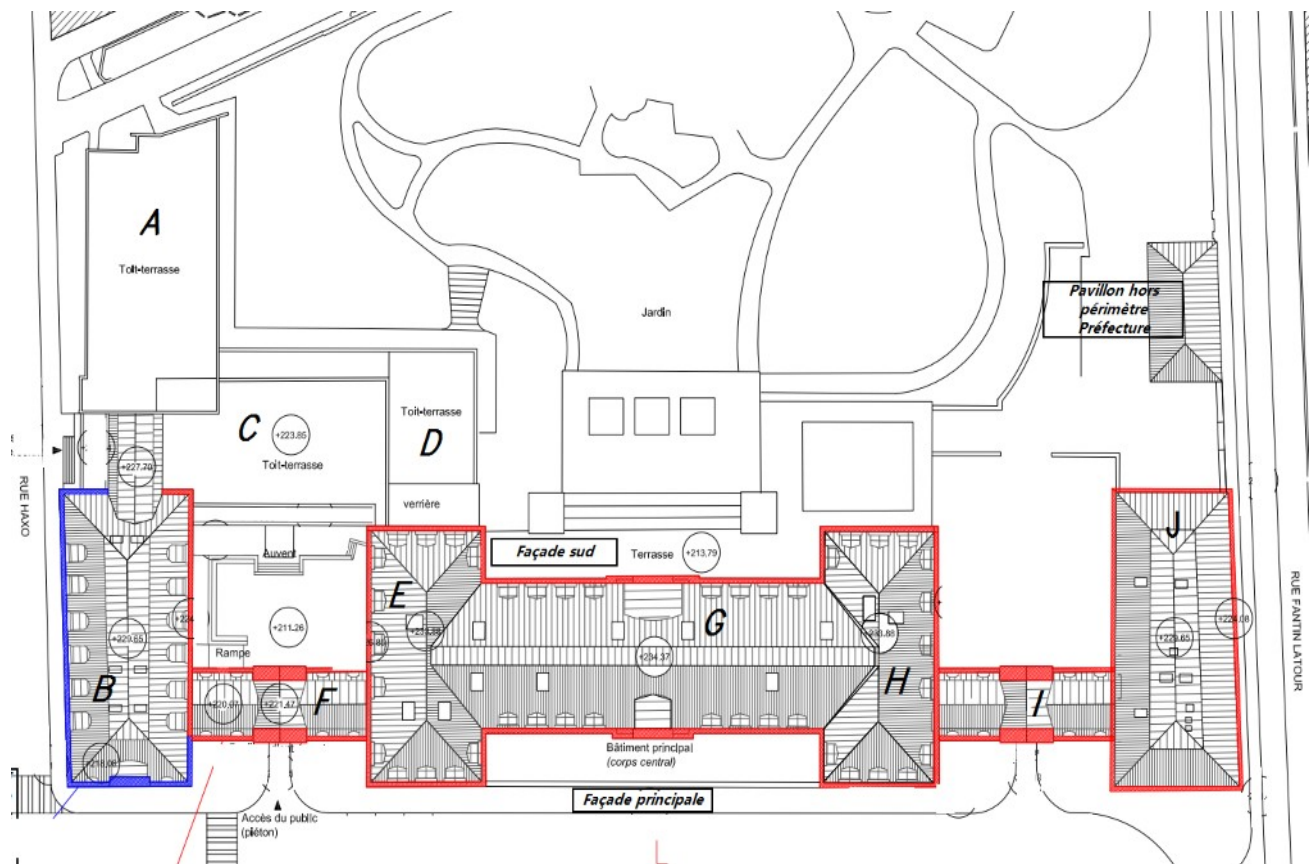 A
Toit-terrasse
Pavillon hors
périmètre
Préfecture
Jardin
Toit-terrasse
D
C
+223.85
Toit-terrasse
+227.70
RUE HAXO
verrière
Auvent
Façade sud
Terrasse
+213.79
J
E
G
+211.26
+229.65
Rampe
B
+234.37
H
+229.65
+224.08
RUE FANTIN LATOUR
+220.67
+221.47
F
I
+218.08
Bâtiment principal
(corps central)
Façade principale
Accès du public
(piéton)